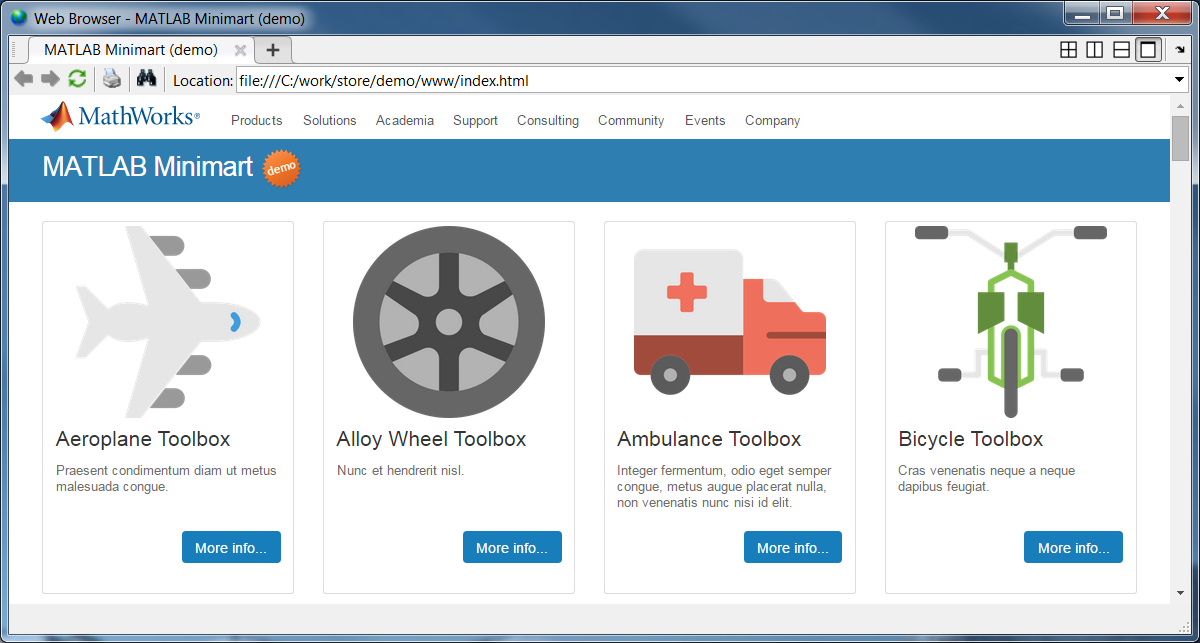 Web Browser - MATLAB Minimart (demo)
MATLAB Minimart (demo)
Location: file:///C:/work/store/demo/www/index.html
MathWorks®
Products Solutions Academia Support Consulting Community Events Company
MATLAB Minimart demo
Aeroplane Toolbox
Praesent condimentum diam ut metus
malesuada congue.
More info...
Alloy Wheel Toolbox
Nunc et hendrerit nisl.
More info...
Ambulance Toolbox
Integer fermentum, odio eget semper
congue, metus augue placerat nulla,
non venenatis nunc nisi id elit.
More info...
Bicycle Toolbox
Cras venenatis neque a neque
dapibus feugiat.
More info...